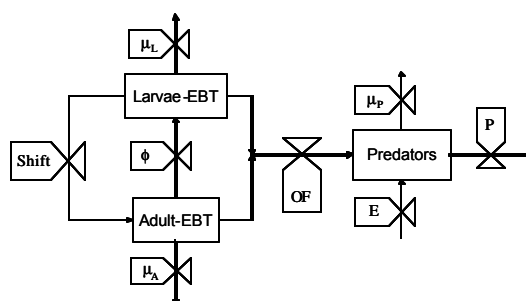 μL
Larvae-EBT
μP
P
Shift
ϕ
Predators
OF
Adult-EBT
E
μA